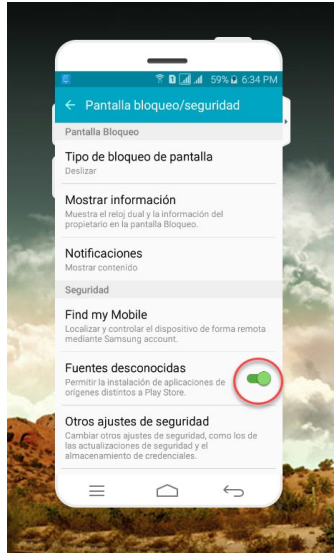 59% 6:34 PM
Pantalla bloqueo/seguridad
Pantalla Bloqueo
Tipo de bloqueo de pantalla
Deslizar
Mostrar información
Muestra el reloj dual y la información del
propietario en la pantalla Bloqueo.
Notificaciones
Mostrar contenido
Seguridad
Find my Mobile
Localizar y controlar el dispositivo de forma remota
mediante Samsung account.
Fuentes desconocidas
Permitir la instalación de aplicaciones de
orígenes distintos a Play Store.
Otros ajustes de seguridad
Cambiar otros ajustes de seguridad, como los de
las actualizaciones de seguridad y el
almacenamiento de credenciales.